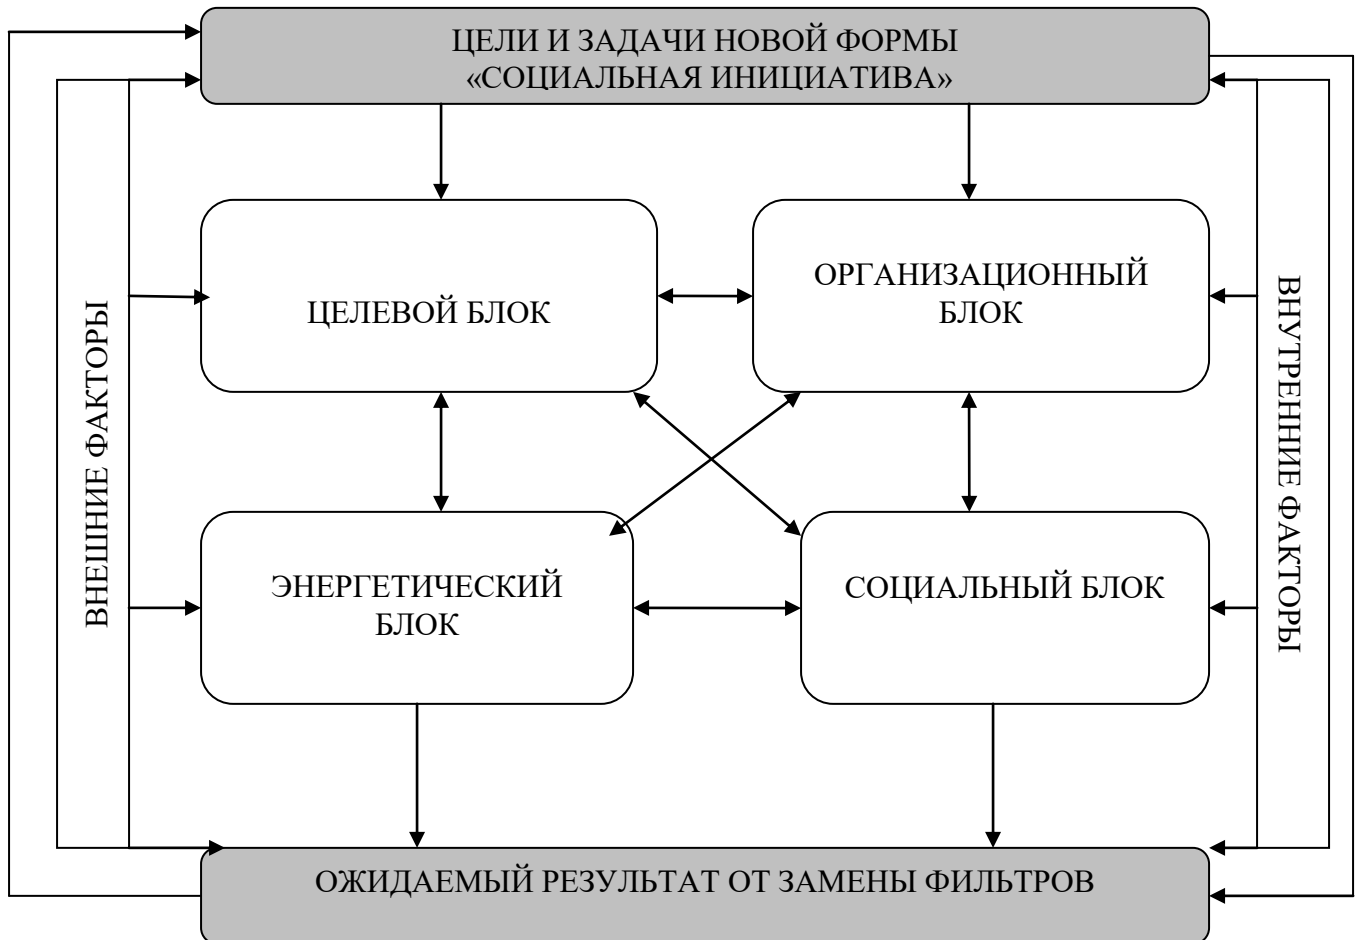 ЦЕЛИ И ЗАДАЧИ НОВОЙ ФОРМЫ
«СОЦИАЛЬНАЯ ИНИЦИАТИВА»
ВНЕШНИЕ ФАКТОРЫ
ЦЕЛЕВОЙ БЛОК
ОРГАНИЗАЦИОННЫЙ
БЛОК
ВНУТРЕННИЕ ФАКТОРЫ
ЭНЕРГЕТИЧЕСКИЙ
БЛОК
СОЦИАЛЬНЫЙ БЛОК
ОЖИДАЕМЫЙ РЕЗУЛЬТАТ ОТ ЗАМЕНЫ ФИЛЬТРОВ